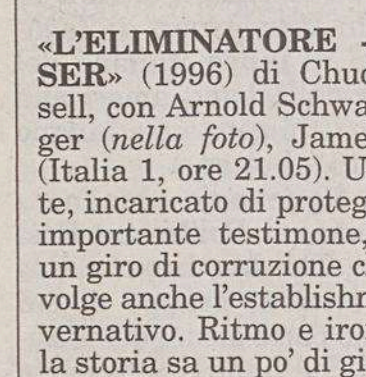 «L'ELIMINATORE -
SER» (1996) di Chuc
sell, con Arnold Schwa
ger (nella foto), Jame
(Italia 1, ore 21.05). U
te, incaricato di proteg
importante testimone,
un giro di corruzione c
volge anche l'establishm
vernativo. Ritmo e iro
la storia sa un po' di gi